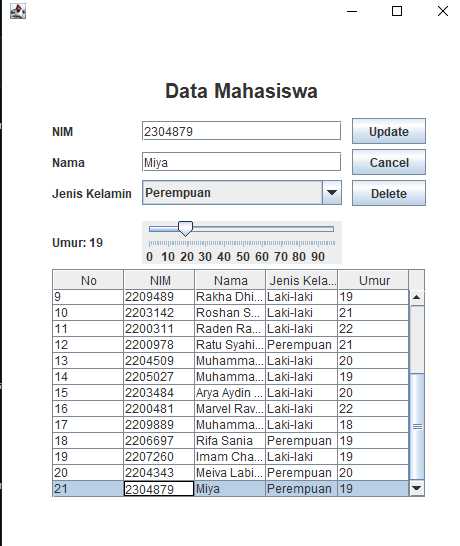 Data Mahasiswa
NIM 2304879 Update
Nama Miya Cancel
Jenis Kelamin Perempuan Delete
Umur: 19
0 10 20 30 40 50 60 70 80 90
No NIM Nama Jenis Kela... Umur
9 2209489 Rakha Dhi... Laki-laki 19
10 2203142 Roshan S... Laki-laki 21
11 2200311 Raden Ra... Laki-laki 22
12 2200978 Ratu Syahi... Perempuan 21
13 2204509 Muhamma... Laki-laki 20
14 2205027 Muhamma... Laki-laki 19
15 2203484 Arya Aydin ... Laki-laki 20
16 2200481 Marvel Rav... Laki-laki 22
17 2209889 Muhamma... Laki-laki 18
18 2206697 Rifa Sania Perempuan 19
19 2207260 Imam Cha... Laki-laki 19
20 2204343 Meiva Labi... Perempuan 20
21 2304879 Miya Perempuan 19